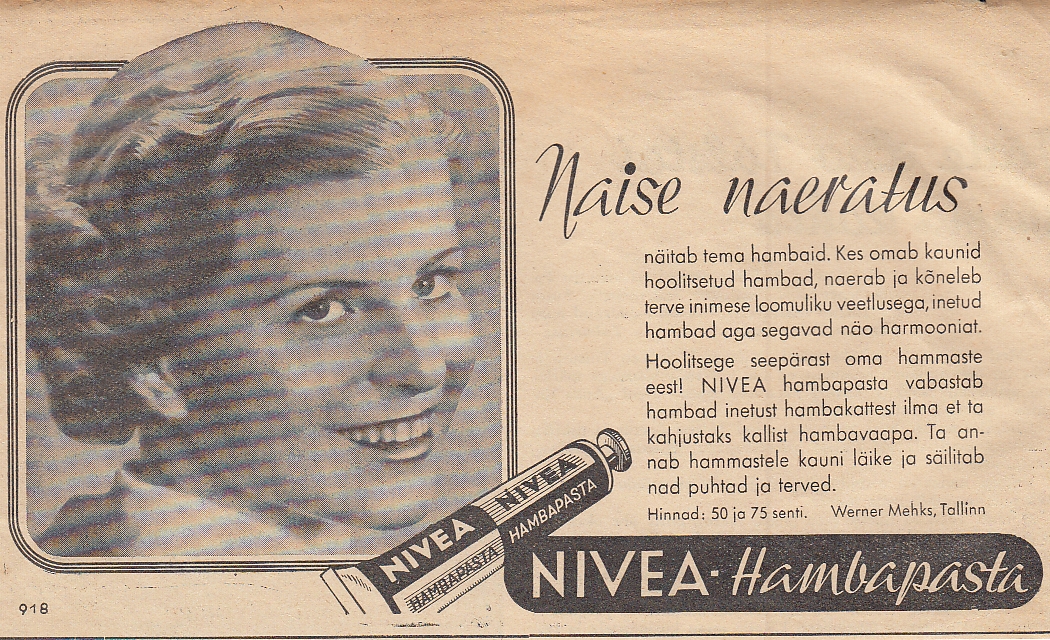 Naise naeratus
näitab tema hambaid. Kes omab kaunid
hoolitsetud hambad, naerab ja kõneleb
terve inimese loomuliku veetlusega, inetud
hambad aga segavad näo harmooniat.
Hoolitsege seepärast oma hammaste
eest! NIVEA hambapasta vabastab
hambad inetust hambakattest ilma et ta
kahjustaks kallist hambavaapa. Ta an-
nab hammastele kauni läike ja säilitab
nad puhtad ja terved.
Hinnad: 50 ja 75 senti. Werner Mehks, Tallinn
NIVEA NIVEA
HAMBAPASTA HAMBAPASTA
NIVEA-Hambapasta
918